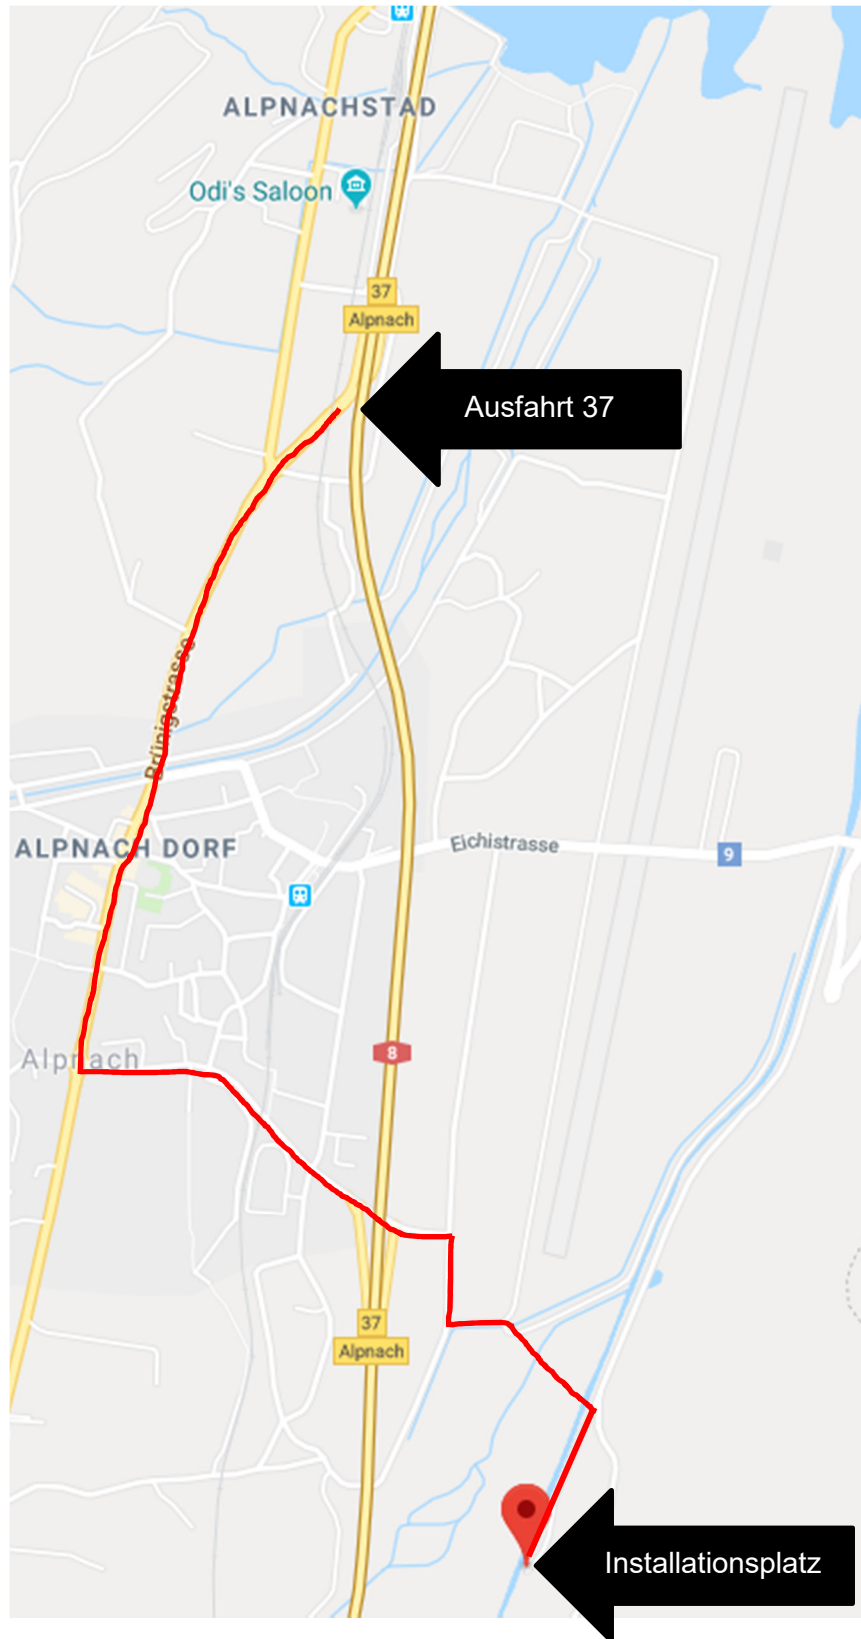 ALPNACHSTAD
Odi's Saloon
37
Alpnach
Ausfahrt 37
Brünigstrasse
ALPNACH DORF
Eichistrasse
9
Alpnach
8
37
Alpnach
Installationsplatz